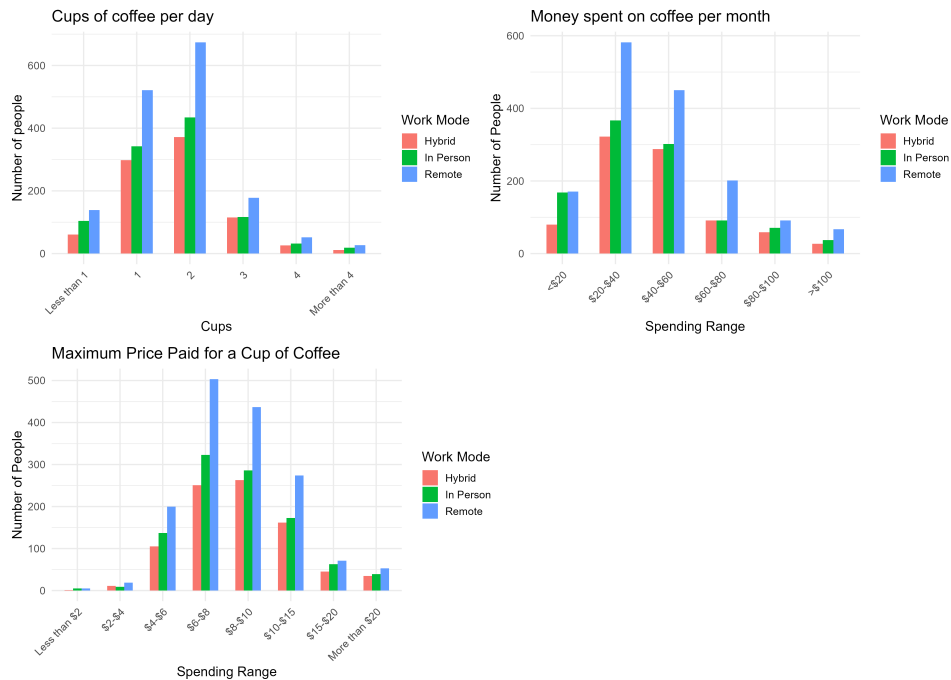 Cups of coffee per day
Number of people
600
400
200
0
Less than 1
1
2
3
4
More than 4
Cups
Work Mode
Hybrid
In Person
Remote
Money spent on coffee per month
Number of People
600
400
200
0
<$20
$20-$40
$40-$60
$60-$80
$80-$100
>$100
Spending Range
Work Mode
Hybrid
In Person
Remote
Maximum Price Paid for a Cup of Coffee
Number of People
500
400
300
200
100
0
Less than $2
$2-$4
$4-$6
$6-$8
$8-$10
$10-$15
$15-$20
More than $20
Spending Range
Work Mode
Hybrid
In Person
Remote